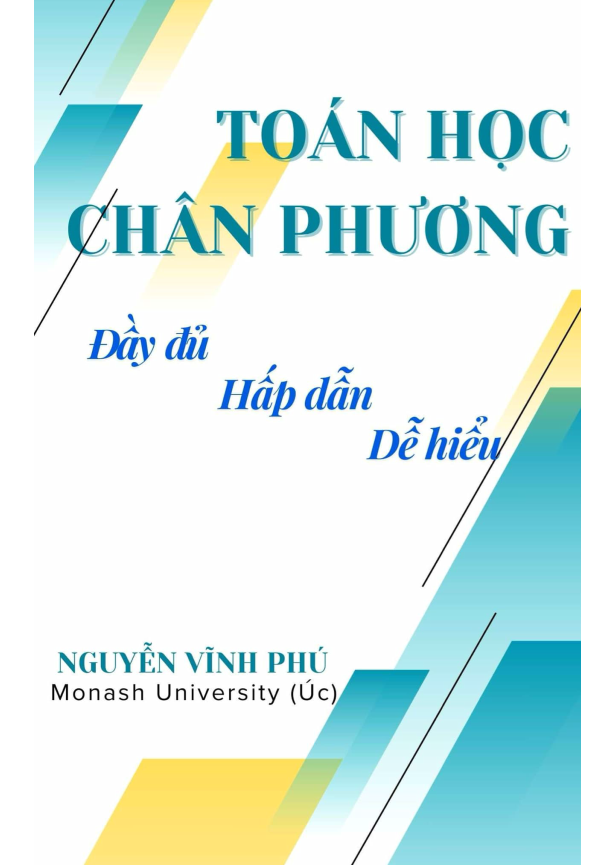 TOÁN HỌC
CHÂN PHƯƠNG
Đầy đủ
Hấp dẫn
Dễ hiểu
NGUYỄN VĨNH PHÚ
Monash University (Úc)